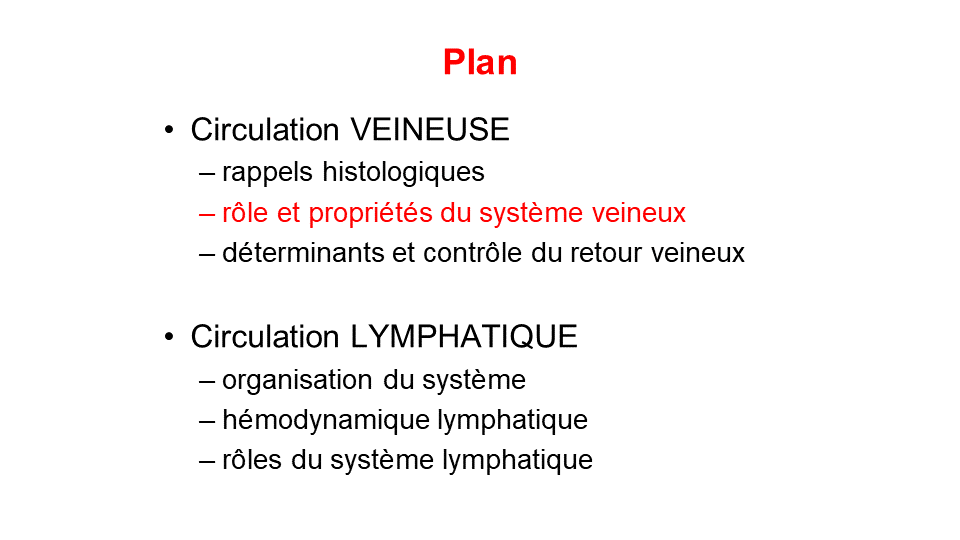 Plan
• Circulation VEINEUSE
– rappels histologiques
– rôle et propriétés du système veineux
– déterminants et contrôle du retour veineux
• Circulation LYMPHATIQUE
– organisation du système
– hémodynamique lymphatique
– rôles du système lymphatique